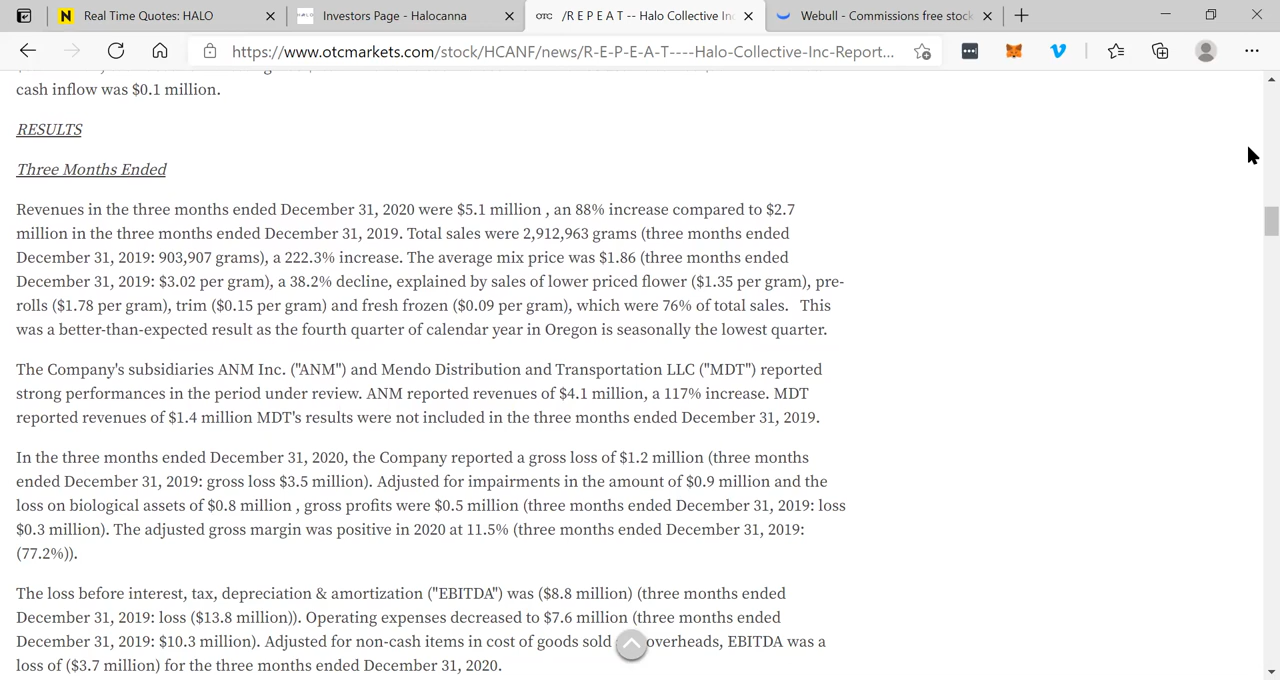 Real Time Quotes: HALO
Investors Page - Halocanna
OTC /R E P E A T -- Halo Collective Inc
Webull - Commissions free stock
https://www.otcmarkets.com/stock/HCANF/news/R-E-P-E-A-T----Halo-Collective-Inc-Report...
cash inflow was $0.1 million.
RESULTS
Three Months Ended
Revenues in the three months ended December 31, 2020 were $5.1 million , an 88% increase compared to $2.7
million in the three months ended December 31, 2019. Total sales were 2,912,963 grams (three months ended
December 31, 2019: 903,907 grams), a 222.3% increase. The average mix price was $1.86 (three months ended
December 31, 2019: $3.02 per gram), a 38.2% decline, explained by sales of lower priced flower ($1.35 per gram), pre-
rolls ($1.78 per gram), trim ($0.15 per gram) and fresh frozen ($0.09 per gram), which were 76% of total sales. This
was a better-than-expected result as the fourth quarter of calendar year in Oregon is seasonally the lowest quarter.
The Company's subsidiaries ANM Inc. ("ANM") and Mendo Distribution and Transportation LLC ("MDT") reported
strong performances in the period under review. ANM reported revenues of $4.1 million, a 117% increase. MDT
reported revenues of $1.4 million MDT's results were not included in the three months ended December 31, 2019.
In the three months ended December 31, 2020, the Company reported a gross loss of $1.2 million (three months
ended December 31, 2019: gross loss $3.5 million). Adjusted for impairments in the amount of $0.9 million and the
loss on biological assets of $0.8 million , gross profits were $0.5 million (three months ended December 31, 2019: loss
$0.3 million). The adjusted gross margin was positive in 2020 at 11.5% (three months ended December 31, 2019:
(77.2%)).
The loss before interest, tax, depreciation & amortization ("EBITDA") was ($8.8 million) (three months ended
December 31, 2019: loss ($13.8 million)). Operating expenses decreased to $7.6 million (three months ended
December 31, 2019: $10.3 million). Adjusted for non-cash items in cost of goods sold overheads, EBITDA was a
loss of ($3.7 million) for the three months ended December 31, 2020.